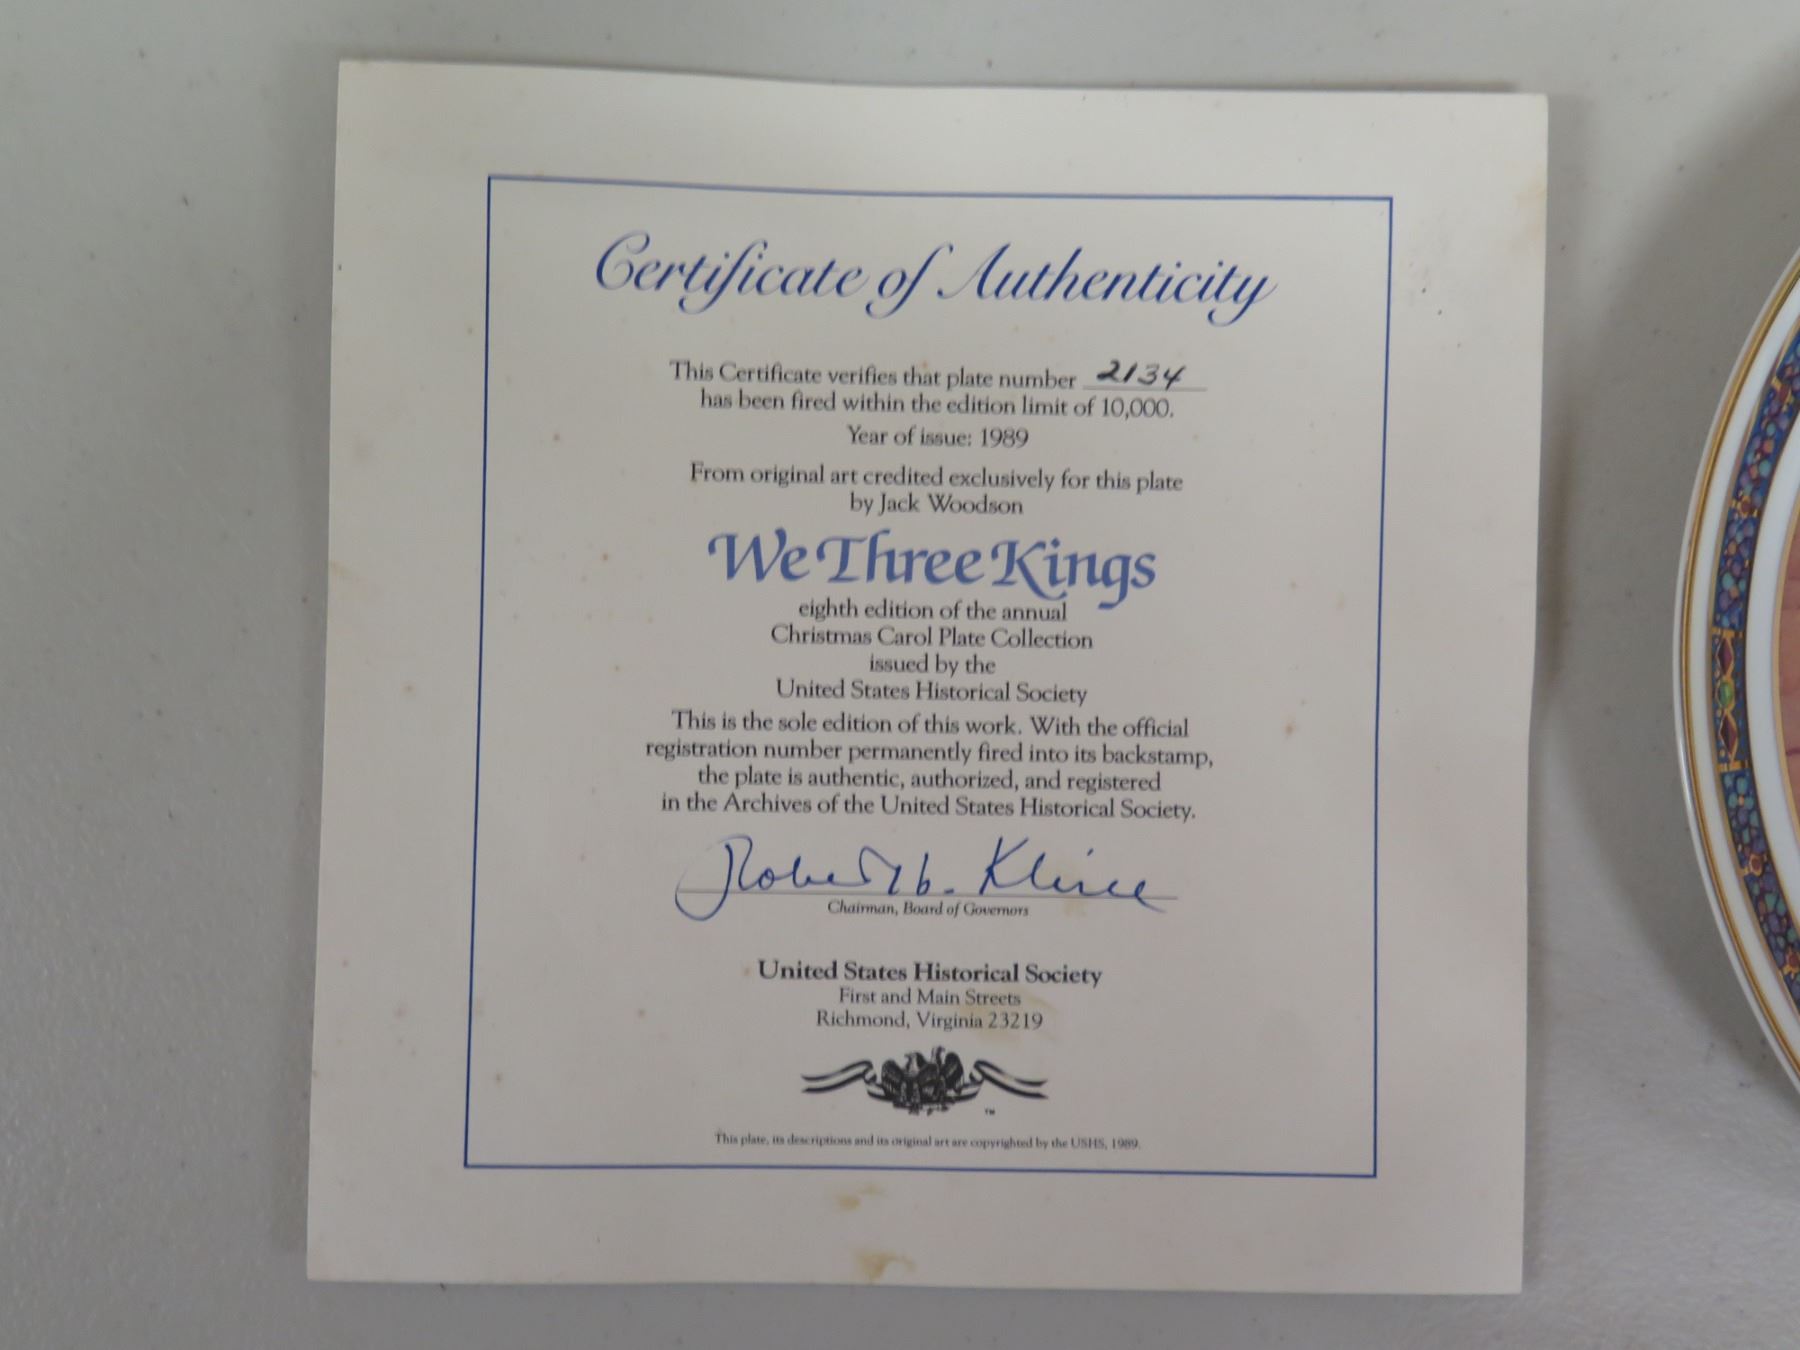 Certificate of Authenticity
This Certificate verifies that plate number 2134
has been fired within the edition limit of 10,000.
Year of issue: 1989
From original art credited exclusively for this plate
by Jack Woodson
We Three Kings
eighth edition of the annual
Christmas Carol Plate Collection
issued by the
United States Historical Society
This is the sole edition of this work. With the official
registration number permanently fired into its backstamp,
the plate is authentic, authorized, and registered
in the Archives of the United States Historical Society.
Robert H. Kline
Chairman, Board of Governors
United States Historical Society
First and Main Streets
Richmond, Virginia 23219
TM
This plate, its descriptions and its original art are copyrighted by the USHS, 1989.